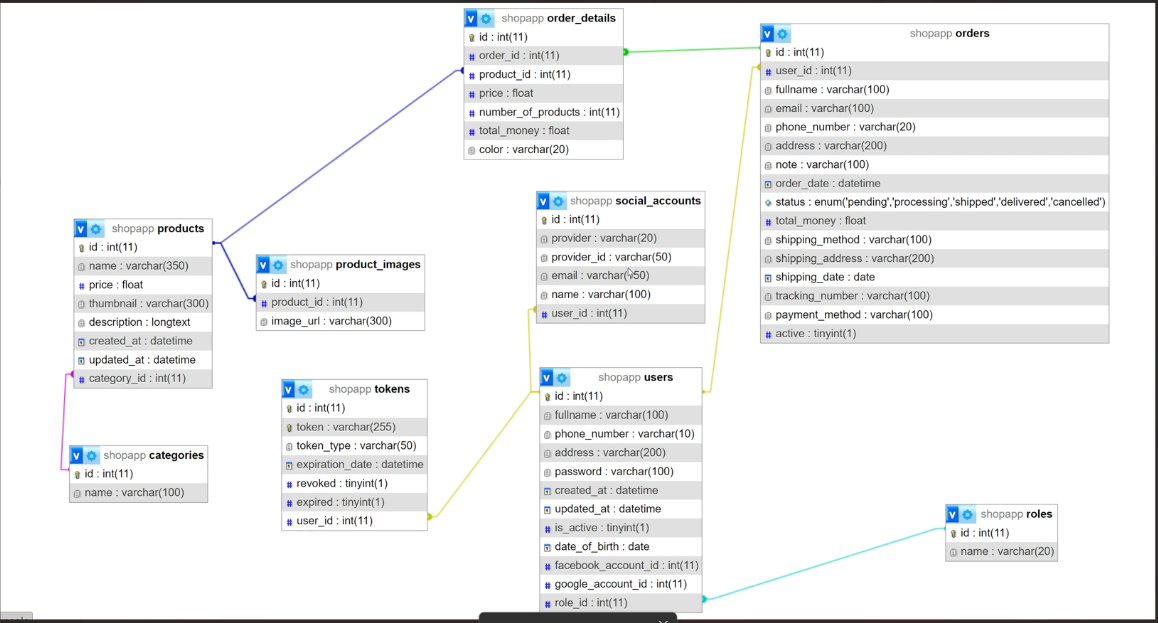 shopapp order_details
id : int(11)
order_id : int(11)
product_id : int(11)
price : float
number_of_products : int(11)
total_money : float
color : varchar(20)
shopapp orders
id : int(11)
user_id : int(11)
fullname : varchar(100)
email : varchar(100)
phone_number : varchar(20)
address : varchar(200)
note : varchar(100)
order_date : datetime
status : enum('pending','processing','shipped','delivered','cancelled')
total_money : float
shipping_method : varchar(100)
shipping_address : varchar(200)
shipping_date : date
tracking_number : varchar(100)
payment_method : varchar(100)
active : tinyint(1)
shopapp social_accounts
id : int(11)
provider : varchar(20)
provider_id : varchar(50)
email : varchar(150)
name : varchar(100)
user_id : int(11)
shopapp products
id : int(11)
name : varchar(350)
price : float
thumbnail : varchar(300)
description : longtext
created_at : datetime
updated_at : datetime
category_id : int(11)
shopapp product_images
id : int(11)
product_id : int(11)
image_url : varchar(300)
shopapp tokens
id : int(11)
token : varchar(255)
token_type : varchar(50)
expiration_date : datetime
revoked : tinyint(1)
expired : tinyint(1)
user_id : int(11)
shopapp users
id : int(11)
fullname : varchar(100)
phone_number : varchar(10)
address : varchar(200)
password : varchar(100)
created_at : datetime
updated_at : datetime
is_active : tinyint(1)
date_of_birth : date
facebook_account_id : int(11)
google_account_id : int(11)
role_id : int(11)
shopapp categories
id : int(11)
name : varchar(100)
shopapp roles
id : int(11)
name : varchar(20)